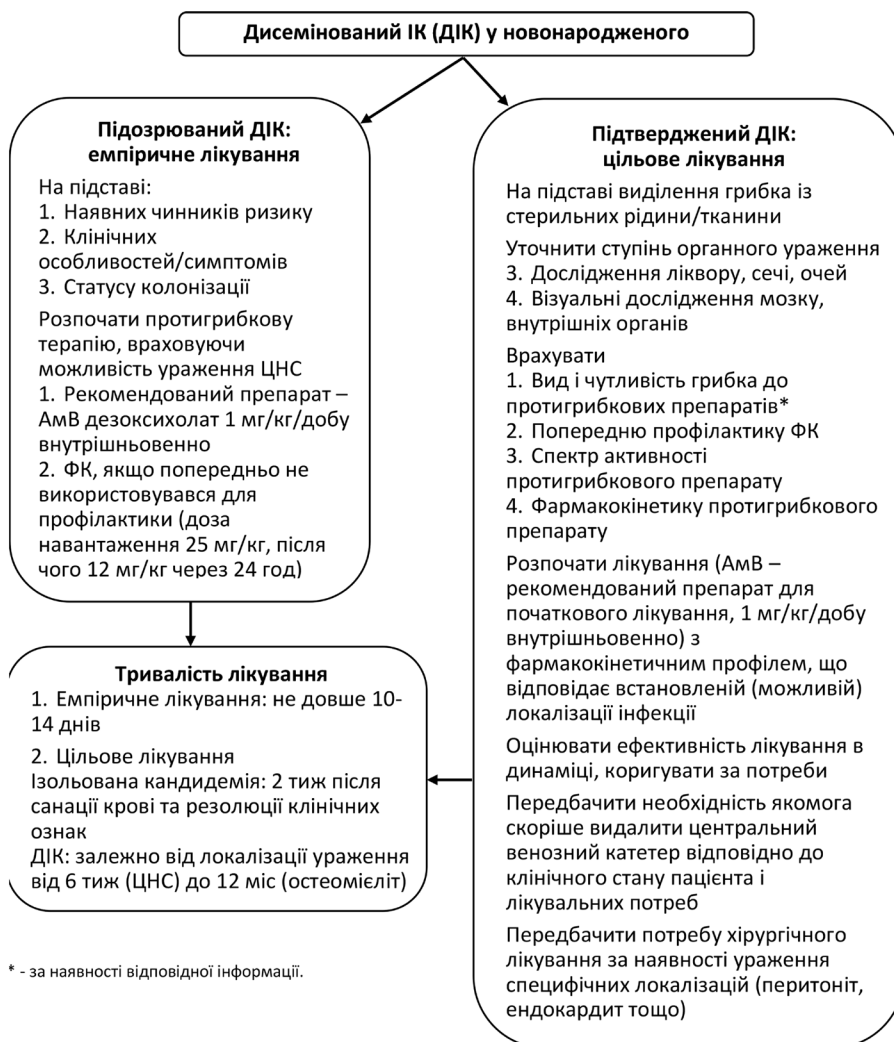 Дисемінований ІК (ДІК) у новонародженого
Підозрюваний ДІК:
емпіричне лікування
На підставі:
1. Наявних чинників ризику
2. Клінічних
особливостей/симптомів
3. Статусу колонізації
Розпочати протигрибкову
терапію, враховуючи
можливість ураження ЦНС
1. Рекомендований препарат –
АмВ дезоксихолат 1 мг/кг/добу
внутрішньовенно
2. ФК, якщо попередньо не
використовувався для
профілактики (доза
навантаження 25 мг/кг, після
чого 12 мг/кг через 24 год)
Тривалість лікування
1. Емпіричне лікування: не довше 10-
14 днів
2. Цільове лікування
Ізольована кандидемія: 2 тиж після
санації крові та резолюції клінічних
ознак
ДІК: залежно від локалізації ураження
від 6 тиж (ЦНС) до 12 міс (остеомієліт)
Підтверджений ДІК:
цільове лікування
На підставі виділення грибка із
стерильних рідини/тканини
Уточнити ступінь органного ураження
3. Дослідження ліквору, сечі, очей
4. Візуальні дослідження мозку,
внутрішніх органів
Врахувати
1. Вид і чутливість грибка до
протигрибкових препаратів*
2. Попередню профілактику ФК
3. Спектр активності
протигрибкового препарату
4. Фармакокінетику протигрибкового
препарату
Розпочати лікування (АмВ –
рекомендований препарат для
початкового лікування, 1 мг/кг/добу
внутрішньовенно) з
фармакокінетичним профілем, що
відповідає встановленій (можливій)
локалізації інфекції
Оцінювати ефективність лікування в
динаміці, коригувати за потреби
Передбачити необхідність якомога
скоріше видалити центральний
венозний катетер відповідно до
клінічного стану пацієнта і
лікувальних потреб
Передбачити потребу хірургічного
лікування за наявності ураження
специфічних локалізацій (перитоніт,
ендокардит тощо)
* - за наявності відповідної інформації.